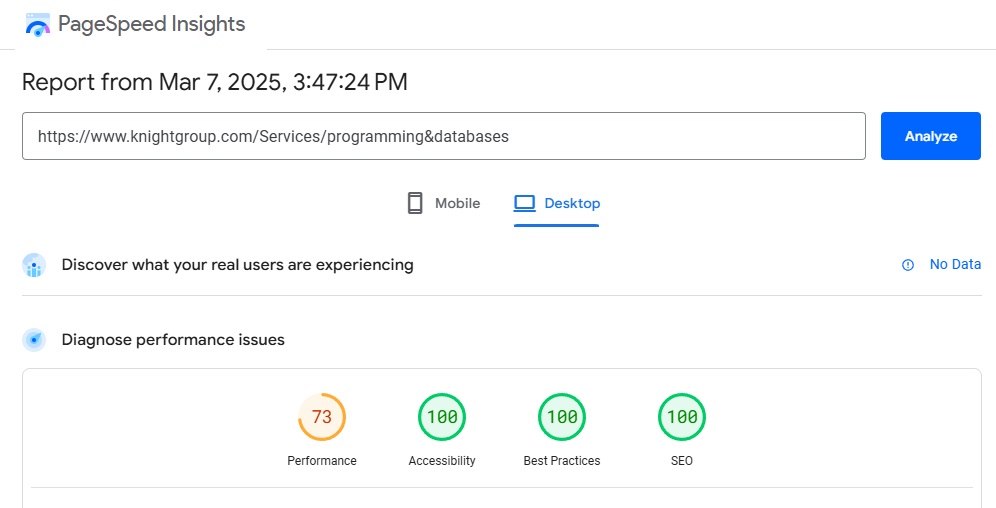 PageSpeed Insights
Report from Mar 7, 2025, 3:47:24 PM
https://www.knightgroup.com/Services/programming&databases
Analyze
Mobile
Desktop
Discover what your real users are experiencing
No Data
Diagnose performance issues
73
100
100
100
Performance
Accessibility
Best Practices
SEO